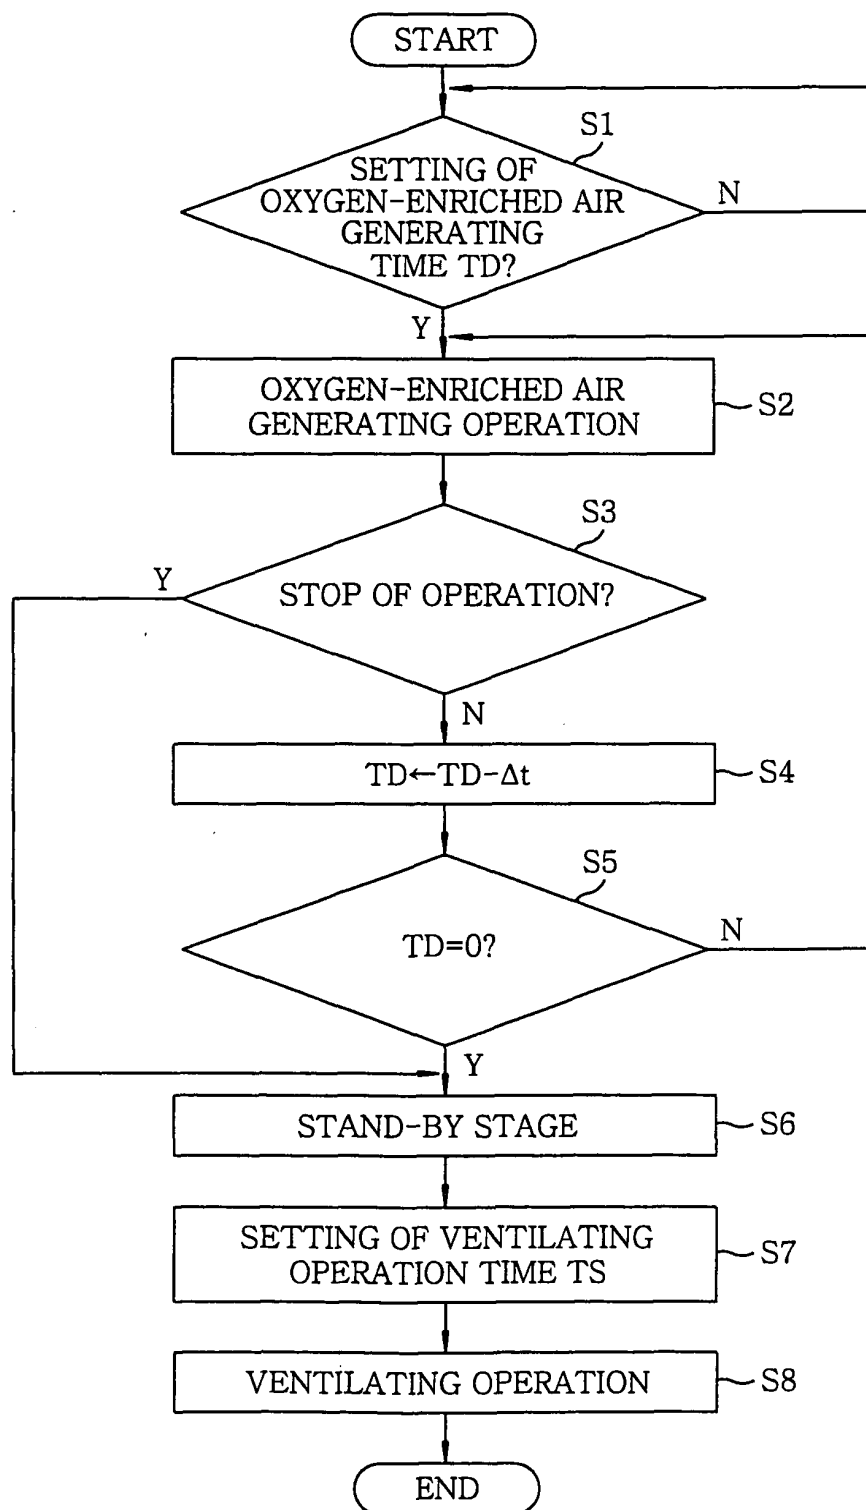 START
S1
SETTING OF
OXYGEN-ENRICHED AIR
GENERATING
TIME TD?
N
Y
OXYGEN-ENRICHED AIR
GENERATING OPERATION
S2
S3
Y
STOP OF OPERATION?
N
TD←TD-Δt
S4
S5
TD=0?
N
Y
STAND-BY STAGE
S6
SETTING OF VENTILATING
OPERATION TIME TS
S7
VENTILATING OPERATION
S8
END